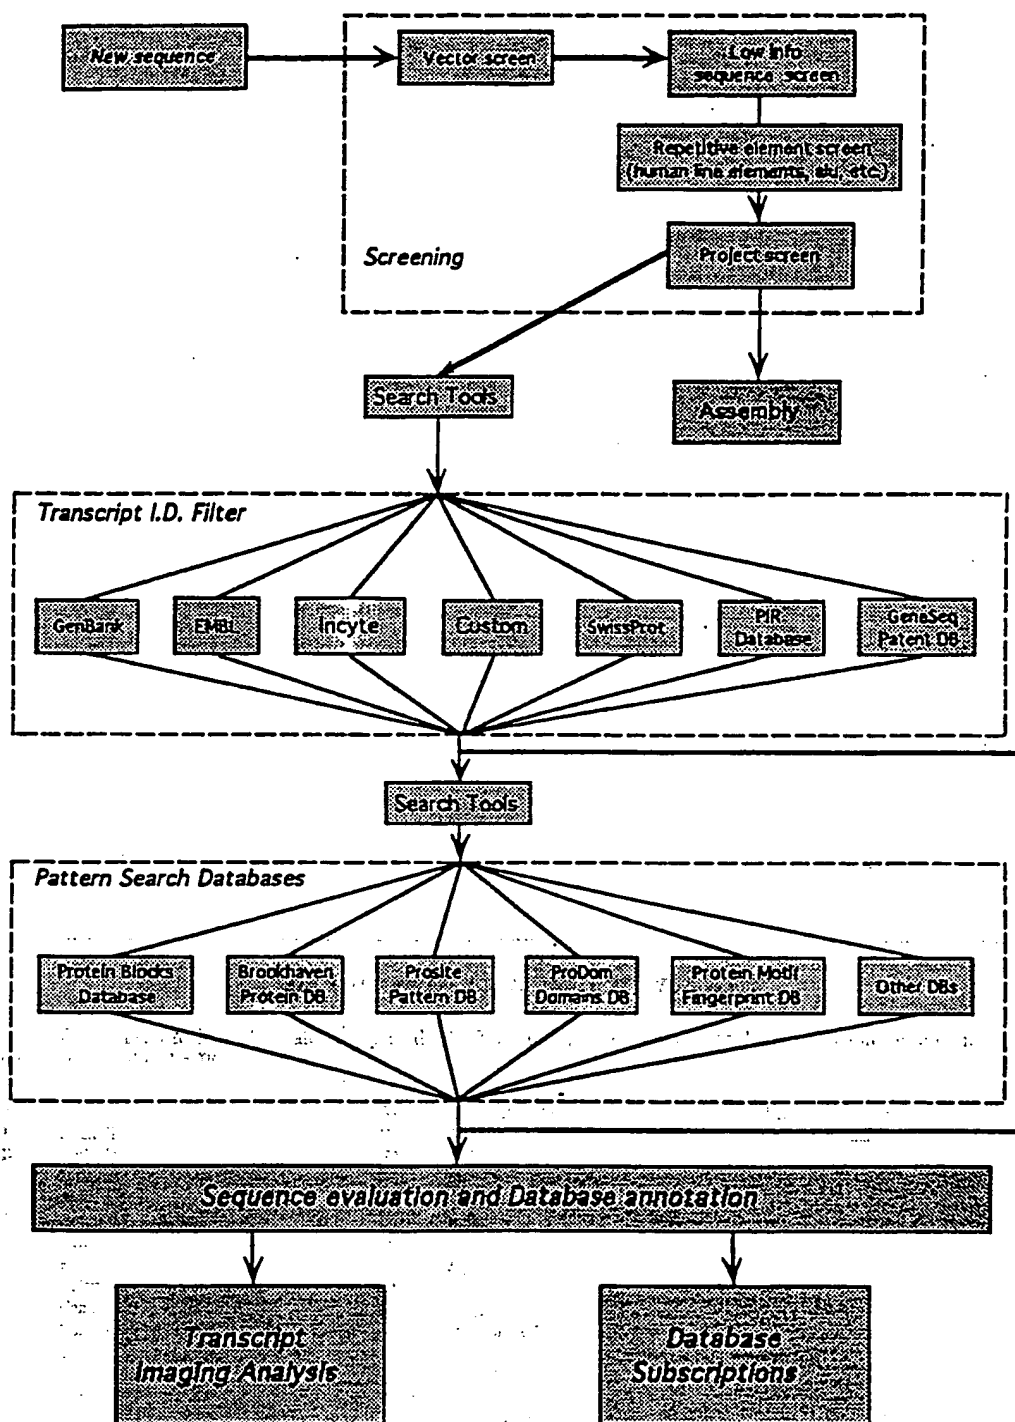 New sequence
Vector screen
Low info
sequence screen
Repetitive element screen
(human line elements, alu, etc.)
Screening
Project screen
Search Tools
Assembly
Transcript I.D. Filter
GenBank
EMBL
Incyte
Custom
SwissProt
PIR
Database
GeneSeq
Patent DB
Search Tools
Pattern Search Databases
Protein Blocks
Database
Brookhaven
Protein DB
Prosite
Pattern DB
ProDom
Domains DB
Protein Motif
Fingerprint DB
Other DBs
Sequence evaluation and Database annotation
Transcript
Imaging Analysis
Database
Subscriptions